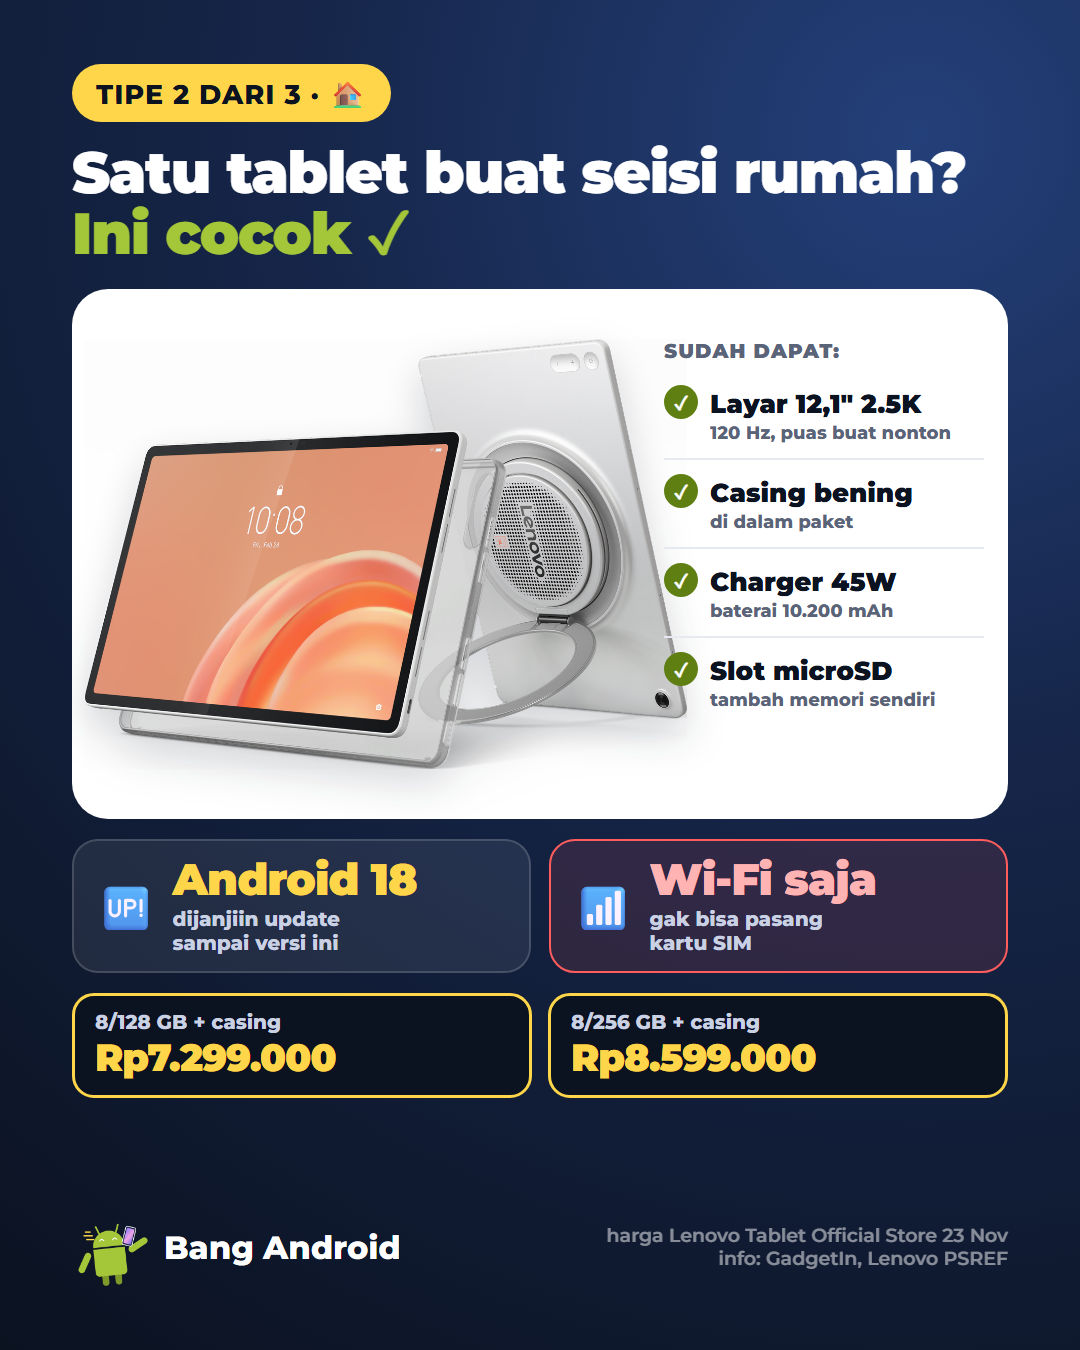 TIPE 2 DARI 3 · 🏠
Satu tablet buat seisi rumah?
Ini cocok ✓
SUDAH DAPAT:
Layar 12,1" 2.5K
120 Hz, puas buat nonton
Casing bening
di dalam paket
Charger 45W
baterai 10.200 mAh
Slot microSD
tambah memori sendiri
10:08
Lenovo
UP!
Android 18
dijanjiin update
sampai versi ini
Wi-Fi saja
gak bisa pasang
kartu SIM
8/128 GB + casing
Rp7.299.000
8/256 GB + casing
Rp8.599.000
Bang Android
harga Lenovo Tablet Official Store 23 Nov
info: GadgetIn, Lenovo PSREF